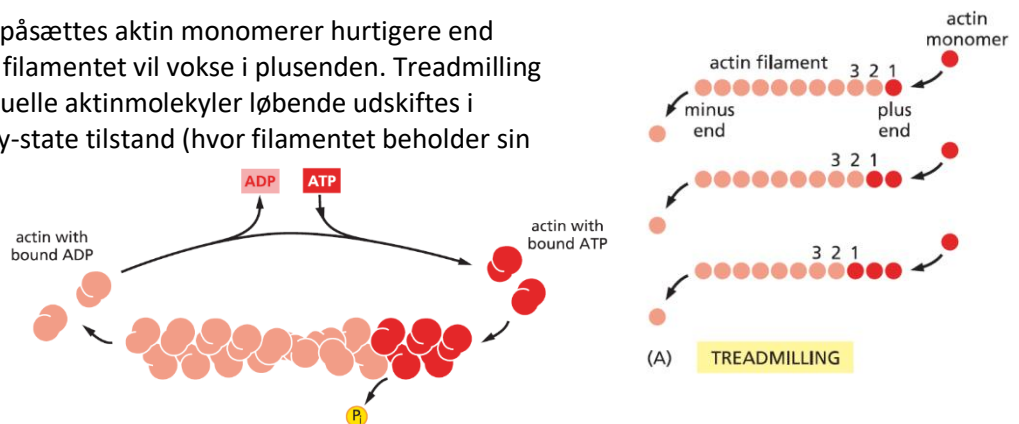 påsættes aktin monomerer hurtigere end
filamentet vil vokse i plusenden. Treadmilling
uelle aktinmolekyler løbende udskiftes i
y-state tilstand (hvor filamentet beholder sin
ADP
ATP
actin with
bound ADP
actin with
bound ATP
Pi
actin
monomer
actin filament
3 2 1
minus
end
plus
end
3 2 1
3 2 1
(A) TREADMILLING